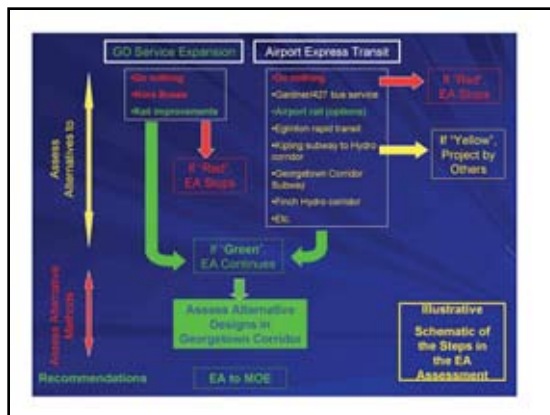 GO Service Expansion
Airport Express Transit
•Do nothing
•More Buses
•Rail improvements
•Do nothing
•Gardner/427 bus service
•Airport rail (options)
•Eglinton rapid transit
•Kipling subway to Hydro corridor
•Georgetown Corridor Subway
•Finch Hydro corridor
•Etc.
If "Red",
EA Stops
If "Yellow",
Project by
Others
If "Red",
EA Stops
Assess
Alternatives to
If "Green",
EA Continues
Assess Alternative
Methods
Assess Alternative
Designs in
Georgetown Corridor
Illustrative
Schematic of
the Steps in
the EA
Assessment
Recommendations
EA to MOE